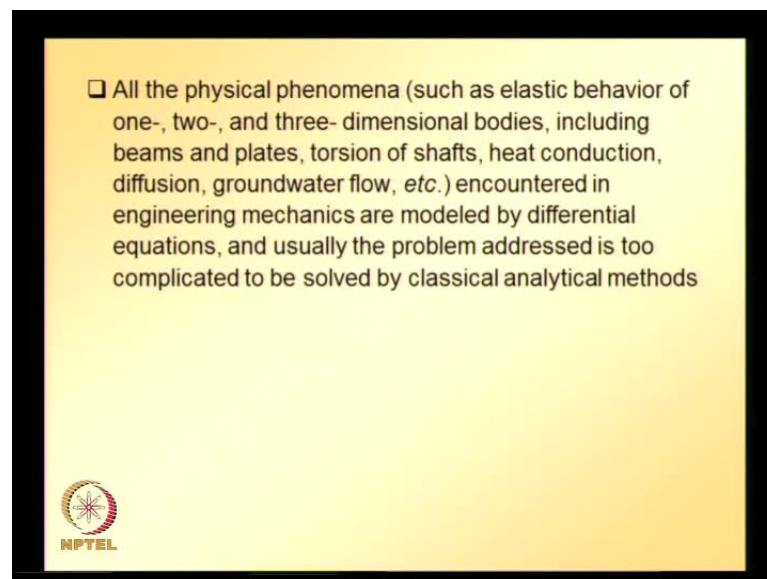 ❑ All the physical phenomena (such as elastic behavior of
one-, two-, and three- dimensional bodies, including
beams and plates, torsion of shafts, heat conduction,
diffusion, groundwater flow, etc.) encountered in
engineering mechanics are modeled by differential
equations, and usually the problem addressed is too
complicated to be solved by classical analytical methods
NPTEL